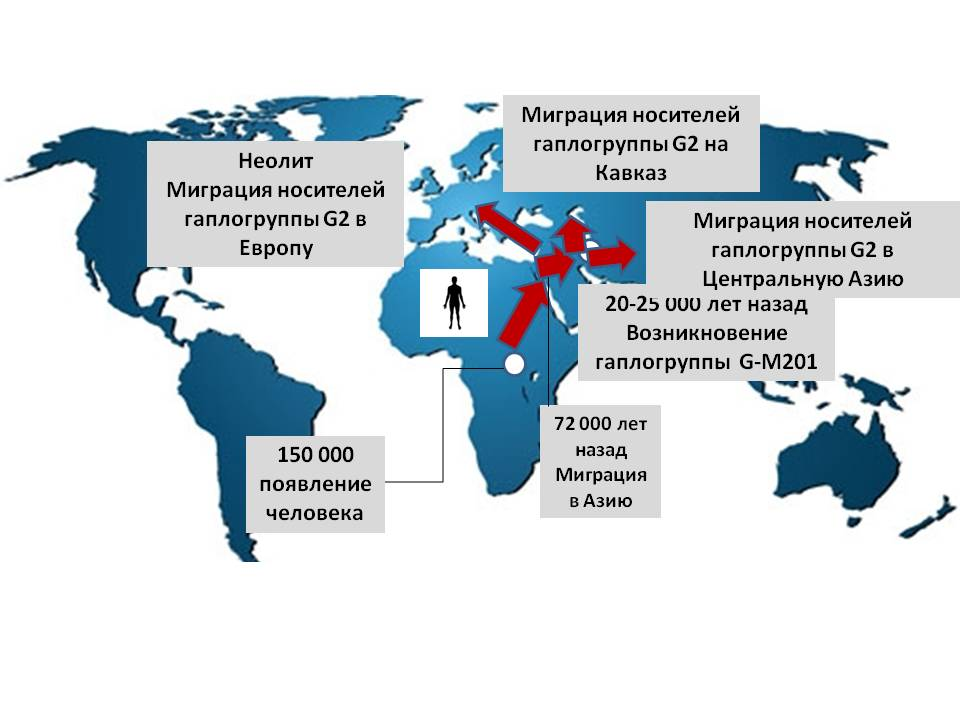 Миграция носителей
гаплогруппы G2 на
Кавказ
Неолит
Миграция носителей
гаплогруппы G2 в
Европу
Миграция носителей
гаплогруппы G2 в
Центральную Азию
20-25 000 лет назад
Возникновение
гаплогруппы G-M201
72 000 лет
назад
Миграция
в Азию
150 000
появление
человека